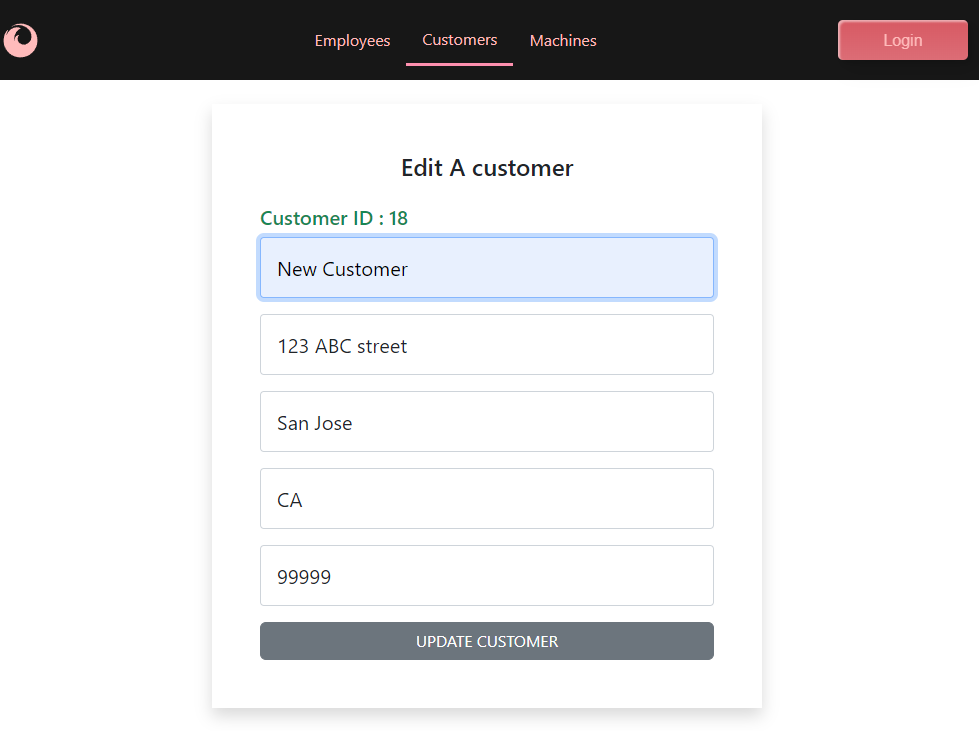 Employees Customers Machines Login
Edit A customer
Customer ID : 18
New Customer
123 ABC street
San Jose
CA
99999
UPDATE CUSTOMER